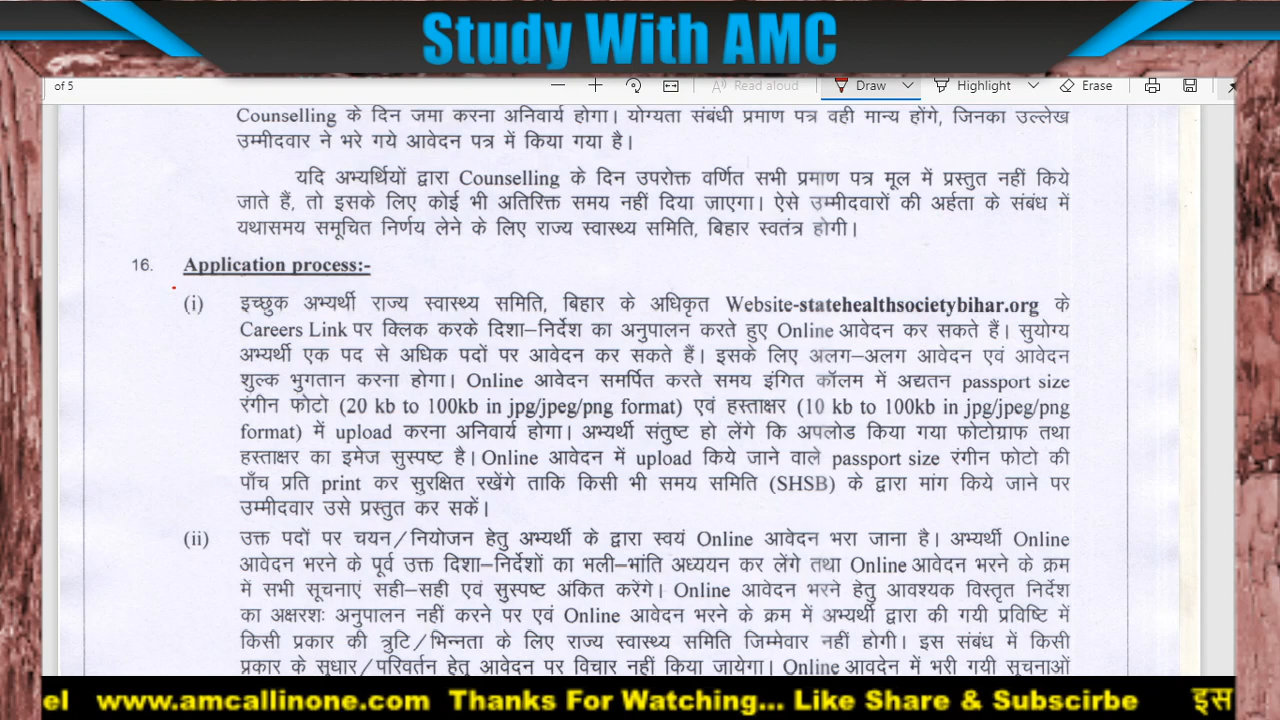 Study With AMC
of 5
Read aloud
Draw
Highlight
Erase
Counselling के दिन जमा करना अनिवार्य होगा। योग्यता संबंधी प्रमाण पत्र वही मान्य होंगे, जिनका उल्लेख
उम्मीदवार ने भरे गये आवेदन पत्र में किया गया है।
यदि अभ्यर्थियों द्वारा Counselling के दिन उपरोक्त वर्णित सभी प्रमाण पत्र मूल में प्रस्तुत नहीं किये
जाते हैं, तो इसके लिए कोई भी अतिरिक्त समय नहीं दिया जाएगा। ऐसे उम्मीदवारों की अर्हता के संबंध में
यथासमय समूचित निर्णय लेने के लिए राज्य स्वास्थ्य समिति, बिहार स्वतंत्र होगी।
16. Application process:-
(i) इच्छुक अभ्यर्थी राज्य स्वास्थ्य समिति, बिहार के अधिकृत Website-statehealthsocietybihar.org के
Careers Link पर क्लिक करके दिशा–निर्देश का अनुपालन करते हुए Online आवेदन कर सकते हैं। सुयोग्य
अभ्यर्थी एक पद से अधिक पदों पर आवेदन कर सकते हैं। इसके लिए अलग–अलग आवेदन एवं आवेदन
शुल्क भुगतान करना होगा। Online आवेदन समर्पित करते समय इंगित कॉलम में अद्यतन passport size
रंगीन फोटो (20 kb to 100kb in jpg/jpeg/png format) एवं हस्ताक्षर (10 kb to 100kb in jpg/jpeg/png
format) में upload करना अनिवार्य होगा। अभ्यर्थी संतुष्ट हो लेंगे कि अपलोड किया गया फोटोग्राफ तथा
हस्ताक्षर का इमेज सुस्पष्ट है। Online आवेदन में upload किये जाने वाले passport size रंगीन फोटो की
पाँच प्रति print कर सुरक्षित रखेंगे ताकि किसी भी समय समिति (SHSB) के द्वारा मांग किये जाने पर
उम्मीदवार उसे प्रस्तुत कर सकें।
(ii) उक्त पदों पर चयन/नियोजन हेतु अभ्यर्थी के द्वारा स्वयं Online आवेदन भरा जाना है। अभ्यर्थी Online
आवेदन भरने के पूर्व उक्त दिशा–निर्देशों का भली–भांति अध्ययन कर लेंगे तथा Online आवेदन भरने के क्रम
में सभी सूचनाएं सही–सही एवं सुस्पष्ट अंकित करेंगे। Online आवेदन भरने हेतु आवश्यक विस्तृत निर्देश
का अक्षरशः अनुपालन नहीं करने पर एवं Online आवेदन भरने के क्रम में अभ्यर्थी द्वारा की गयी प्रविष्टि में
किसी प्रकार की त्रुटि/भिन्नता के लिए राज्य स्वास्थ्य समिति जिम्मेवार नहीं होगी। इस संबंध में किसी
प्रकार के सुधार/परिवर्तन हेतु आवेदन पर विचार नहीं किया जायेगा। Online आवदेन में भरी गयी सूचनाओं
el www.amcallinone.com Thanks For Watching... Like Share & Subscirbe इस